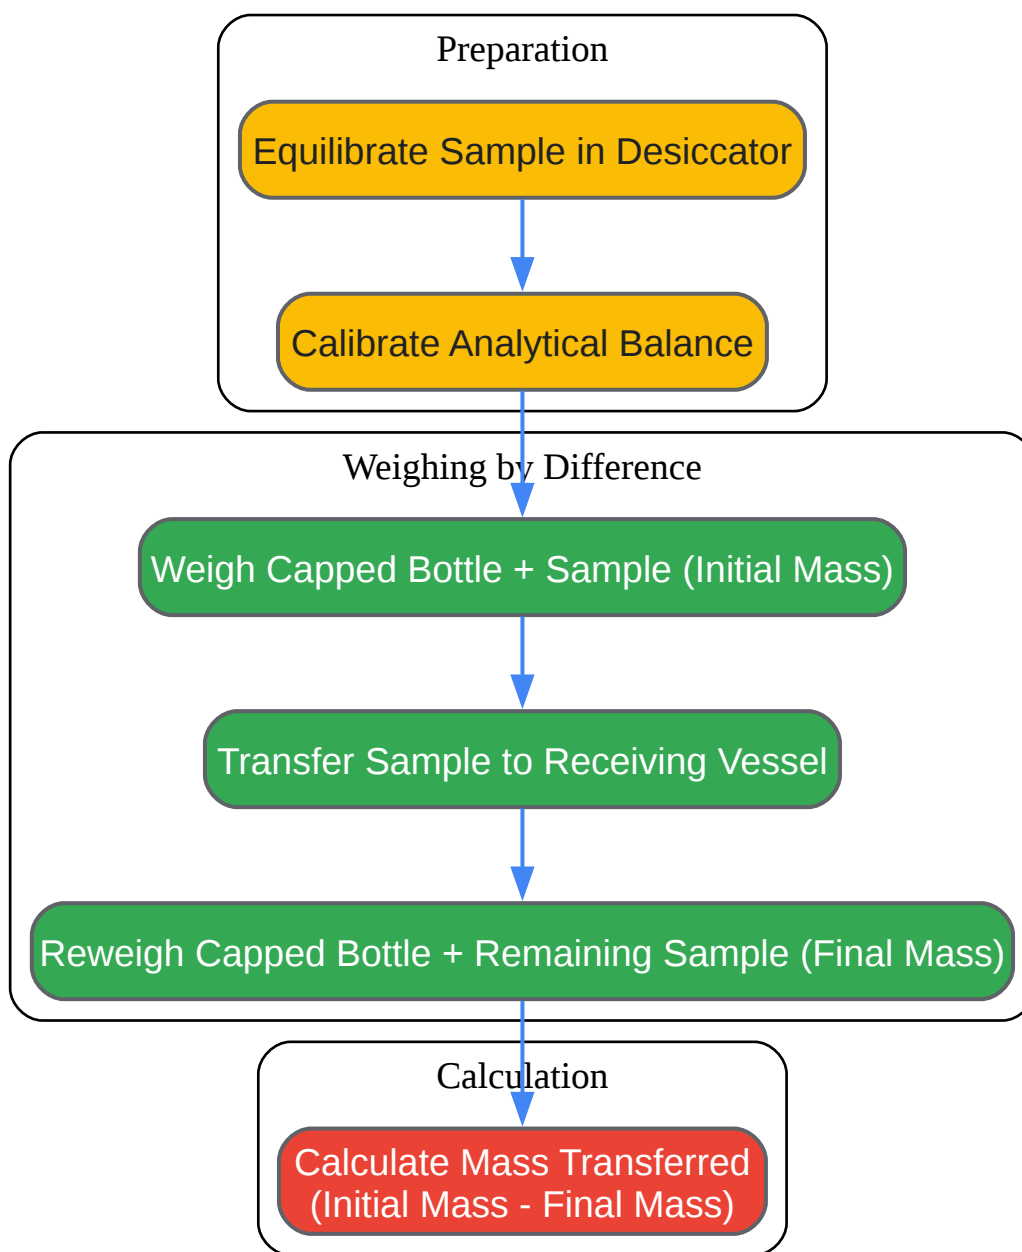 Preparation
Equilibrate Sample in Desiccator
Calibrate Analytical Balance
Weighing by Difference
Weigh Capped Bottle + Sample (Initial Mass)
Transfer Sample to Receiving Vessel
Reweigh Capped Bottle + Remaining Sample (Final Mass)
Calculation
Calculate Mass Transferred
(Initial Mass - Final Mass)